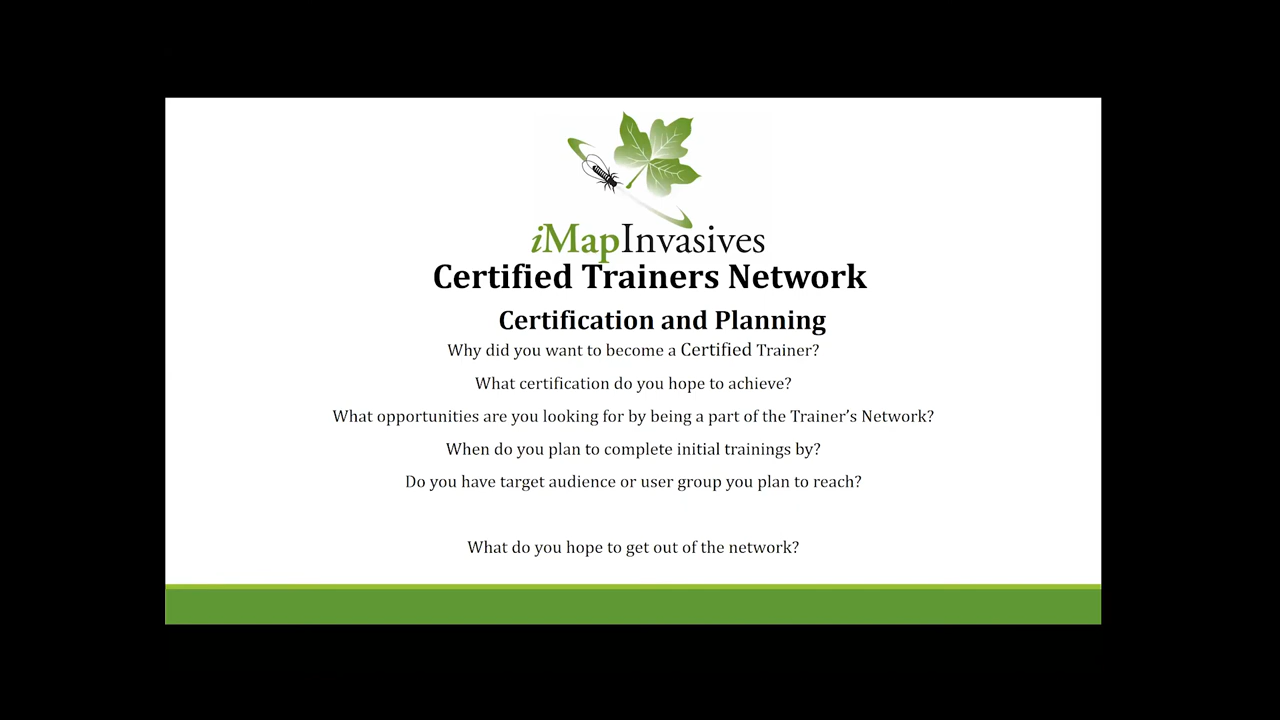 iMapInvasives
Certified Trainers Network
Certification and Planning
Why did you want to become a Certified Trainer?
What certification do you hope to achieve?
What opportunities are you looking for by being a part of the Trainer’s Network?
When do you plan to complete initial trainings by?
Do you have target audience or user group you plan to reach?
What do you hope to get out of the network?